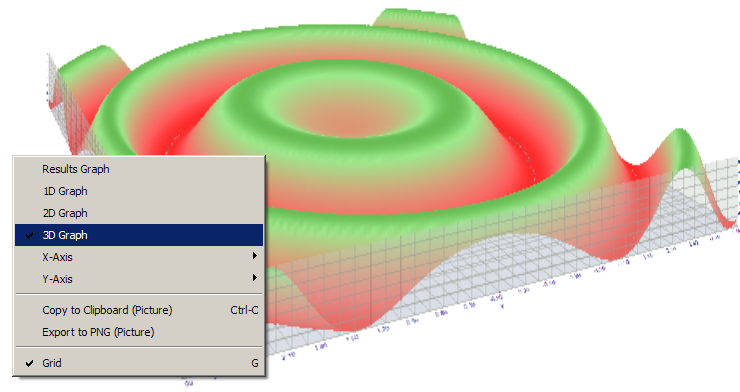 Results Graph
1D Graph
2D Graph
3D Graph
X-Axis
Y-Axis
Copy to Clipboard (Picture) Ctrl-C
Export to PNG (Picture)
Grid G